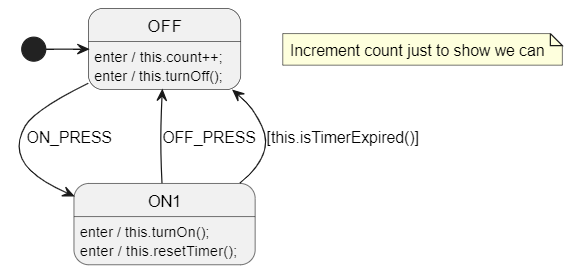 OFF
enter / this.count++;
enter / this.turnOff();
Increment count just to show we can
ON_PRESS
OFF_PRESS
[this.isTimerExpired()]
ON1
enter / this.turnOn();
enter / this.resetTimer();